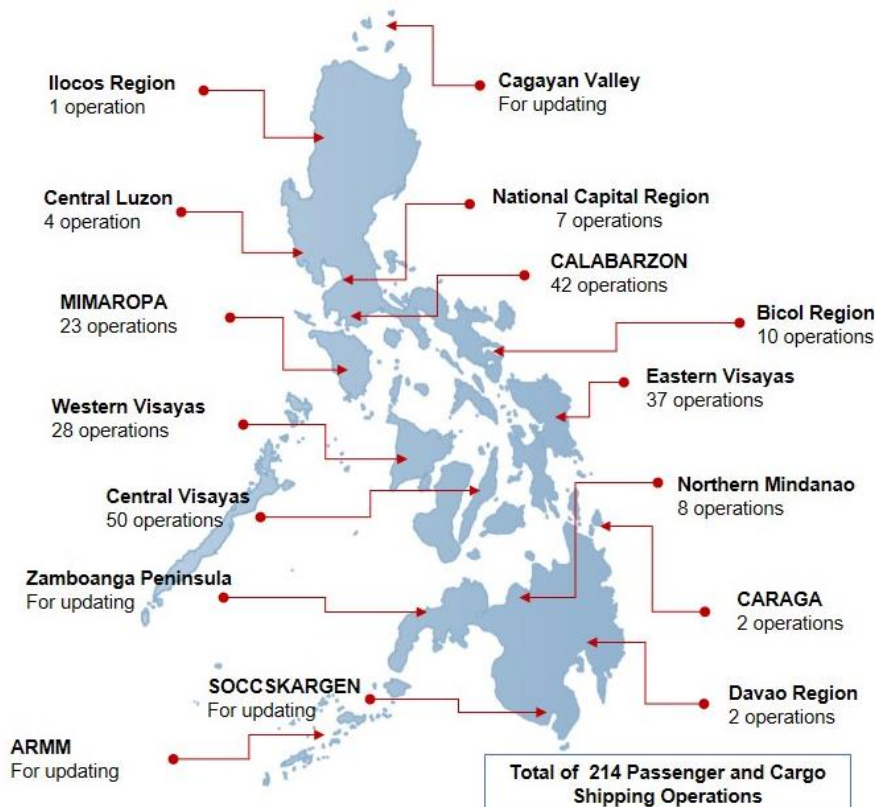 Ilocos Region
1 operation
Cagayan Valley
For updating
Central Luzon
4 operation
National Capital Region
7 operations
CALABARZON
42 operations
MIMAROPA
23 operations
Bicol Region
10 operations
Eastern Visayas
37 operations
Western Visayas
28 operations
Northern Mindanao
8 operations
Central Visayas
50 operations
Zamboanga Peninsula
For updating
CARAGA
2 operations
SOCCSKARGEN
For updating
Davao Region
2 operations
ARMM
For updating
Total of 214 Passenger and Cargo
Shipping Operations